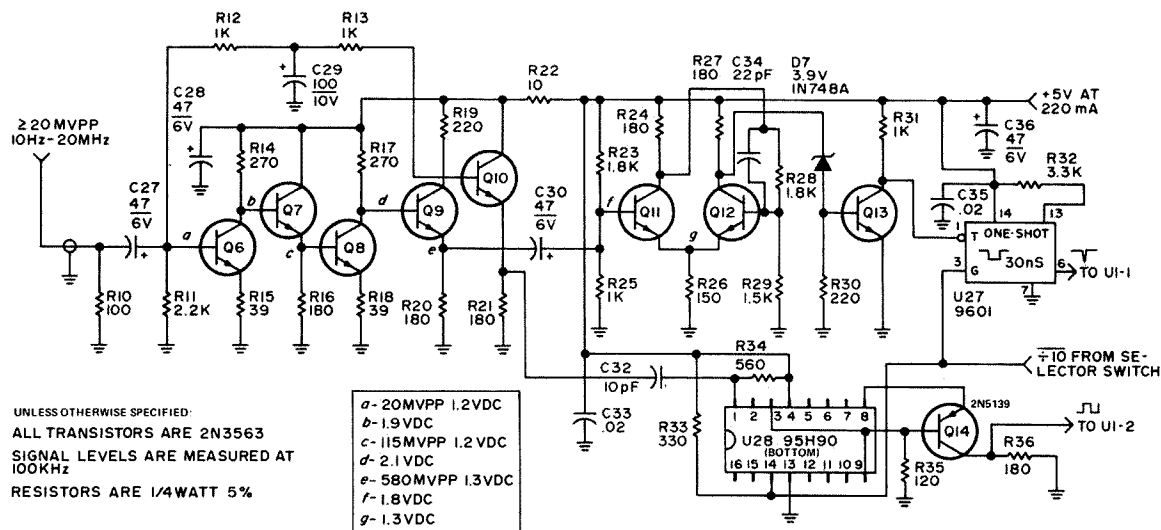 R12
1K
R13
1K
C28
47
6V
C29
100
10V
≥20 MVPP
10Hz-20MHz
C27
47
6V
R14
270
R17
270
R19
220
R22
10
Q10
C30
47
6V
R27
180
C34
22pF
D7
3.9V
1N748A
R24
180
R23
1.8K
R28
1.8K
R31
1K
+5V AT
220 mA
C36
47
6V
R32
3.3K
C35
.02
14
13
1
T
ONE-SHOT
30nS
3
G
6
TO U1-1
7
U27
9601
a
b
Q6
Q7
c
Q8
d
Q9
e
f
Q11
g
Q12
Q13
R10
100
R11
2.2K
R15
39
R16
180
R18
39
R20
180
R21
180
R25
1K
R26
150
R29
1.5K
R30
220
÷10 FROM SE-
LECTOR SWITCH
C32
10pF
R34
560
C33
.02
R33
330
1 2 3 4 5 6 7 8
U28 95H90
(BOTTOM)
16 15 14 13 12 11 10 9
2N5139
Q14
TO U1-2
R35
120
R36
180
UNLESS OTHERWISE SPECIFIED:
ALL TRANSISTORS ARE 2N3563
SIGNAL LEVELS ARE MEASURED AT
100KHz
RESISTORS ARE 1/4 WATT 5%
a- 20MVPP 1.2VDC
b-1.9VDC
c-115MVPP 1.2VDC
d-2.1VDC
e-580MVPP 1.3VDC
f-1.8VDC
g-1.3VDC